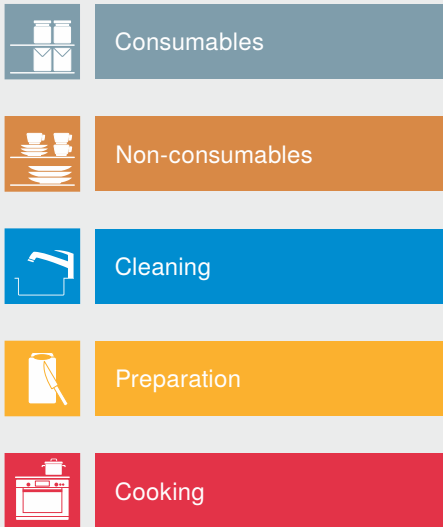 Consumables
Non-consumables
Cleaning
Preparation
Cooking